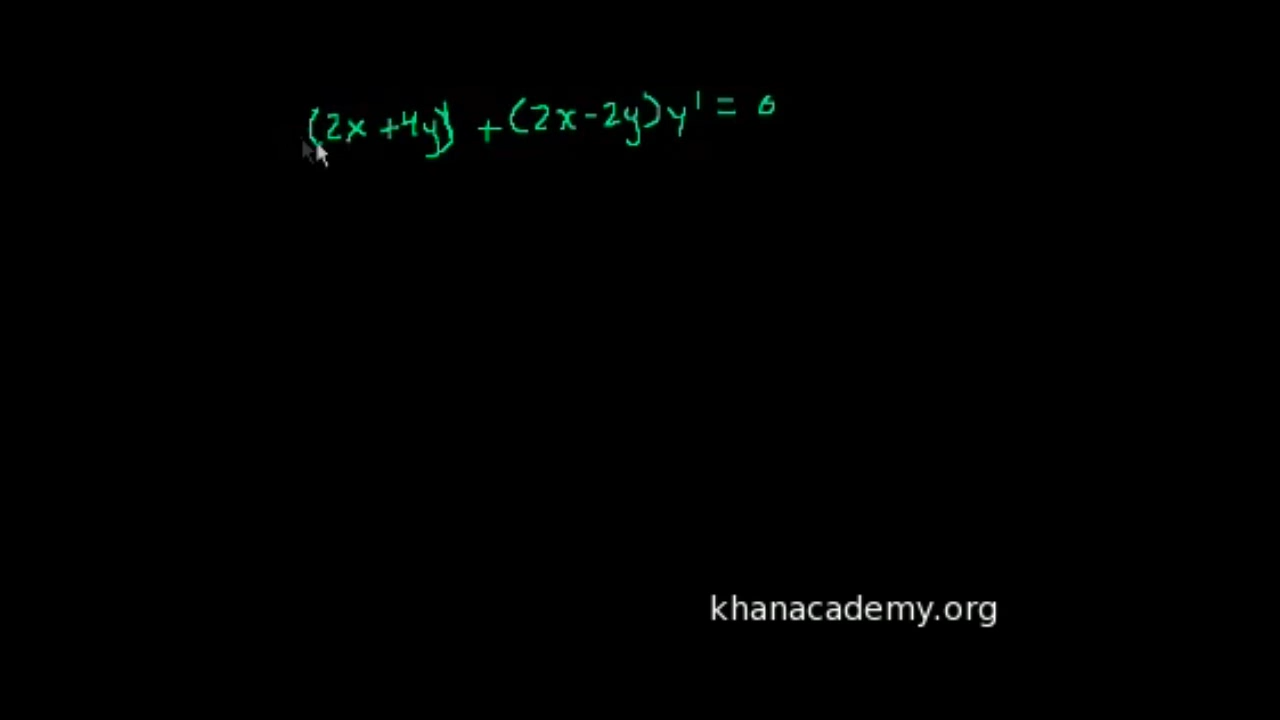 (2x + 4y) + (2x - 2y) y' = 0
khanacademy.org